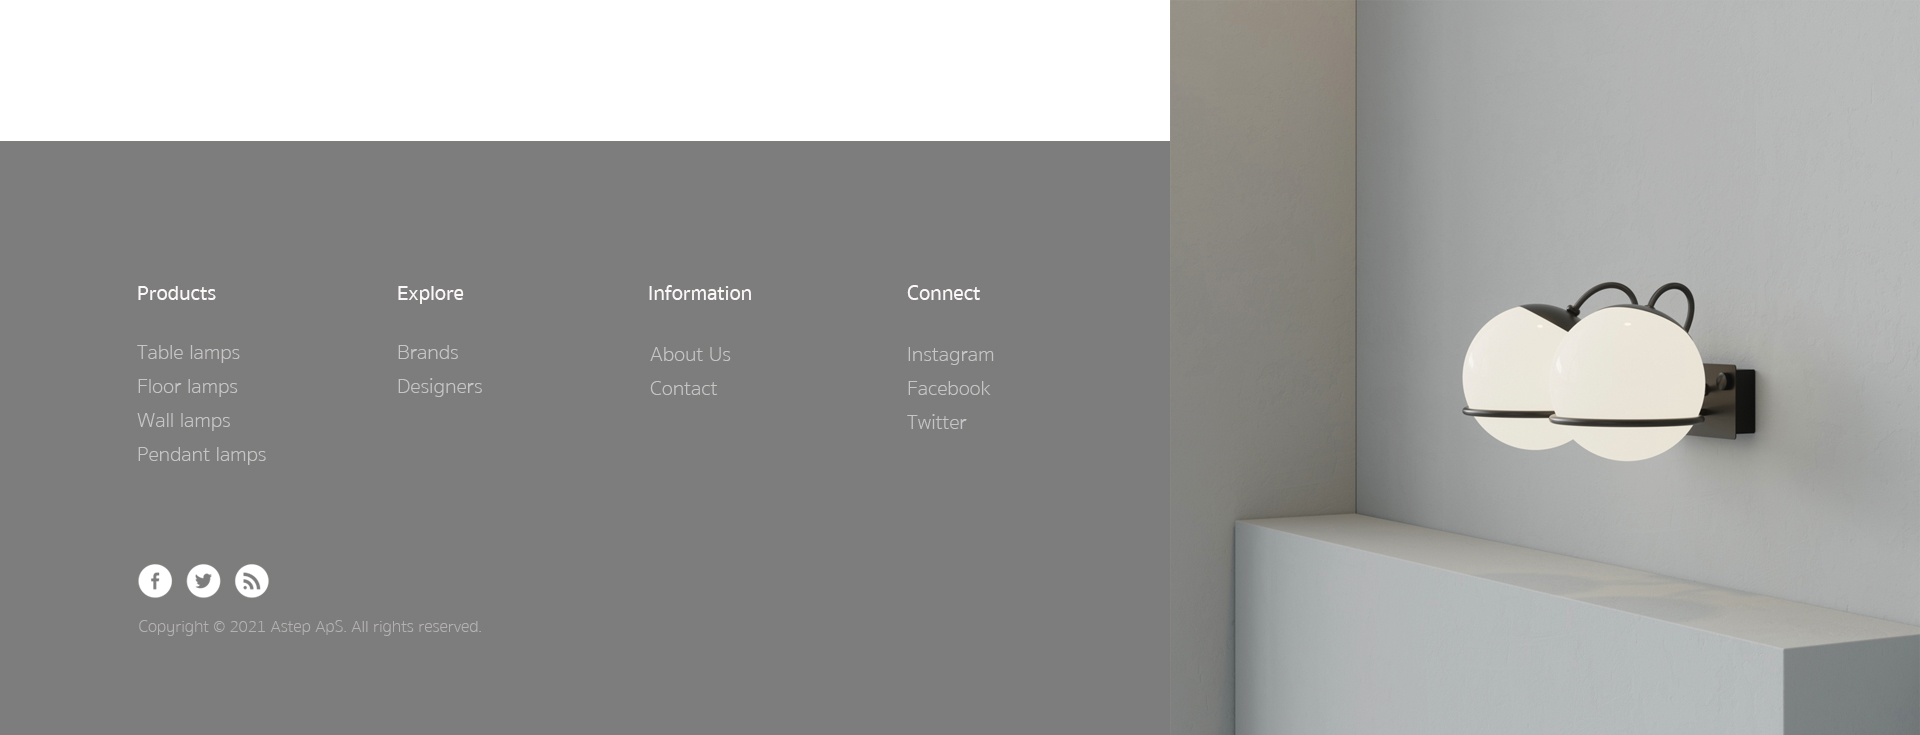 Products
Table lamps
Floor lamps
Wall lamps
Pendant lamps
Explore
Brands
Designers
Information
About Us
Contact
Connect
Instagram
Facebook
Twitter
Copyright © 2021 Astep ApS. All rights reserved.